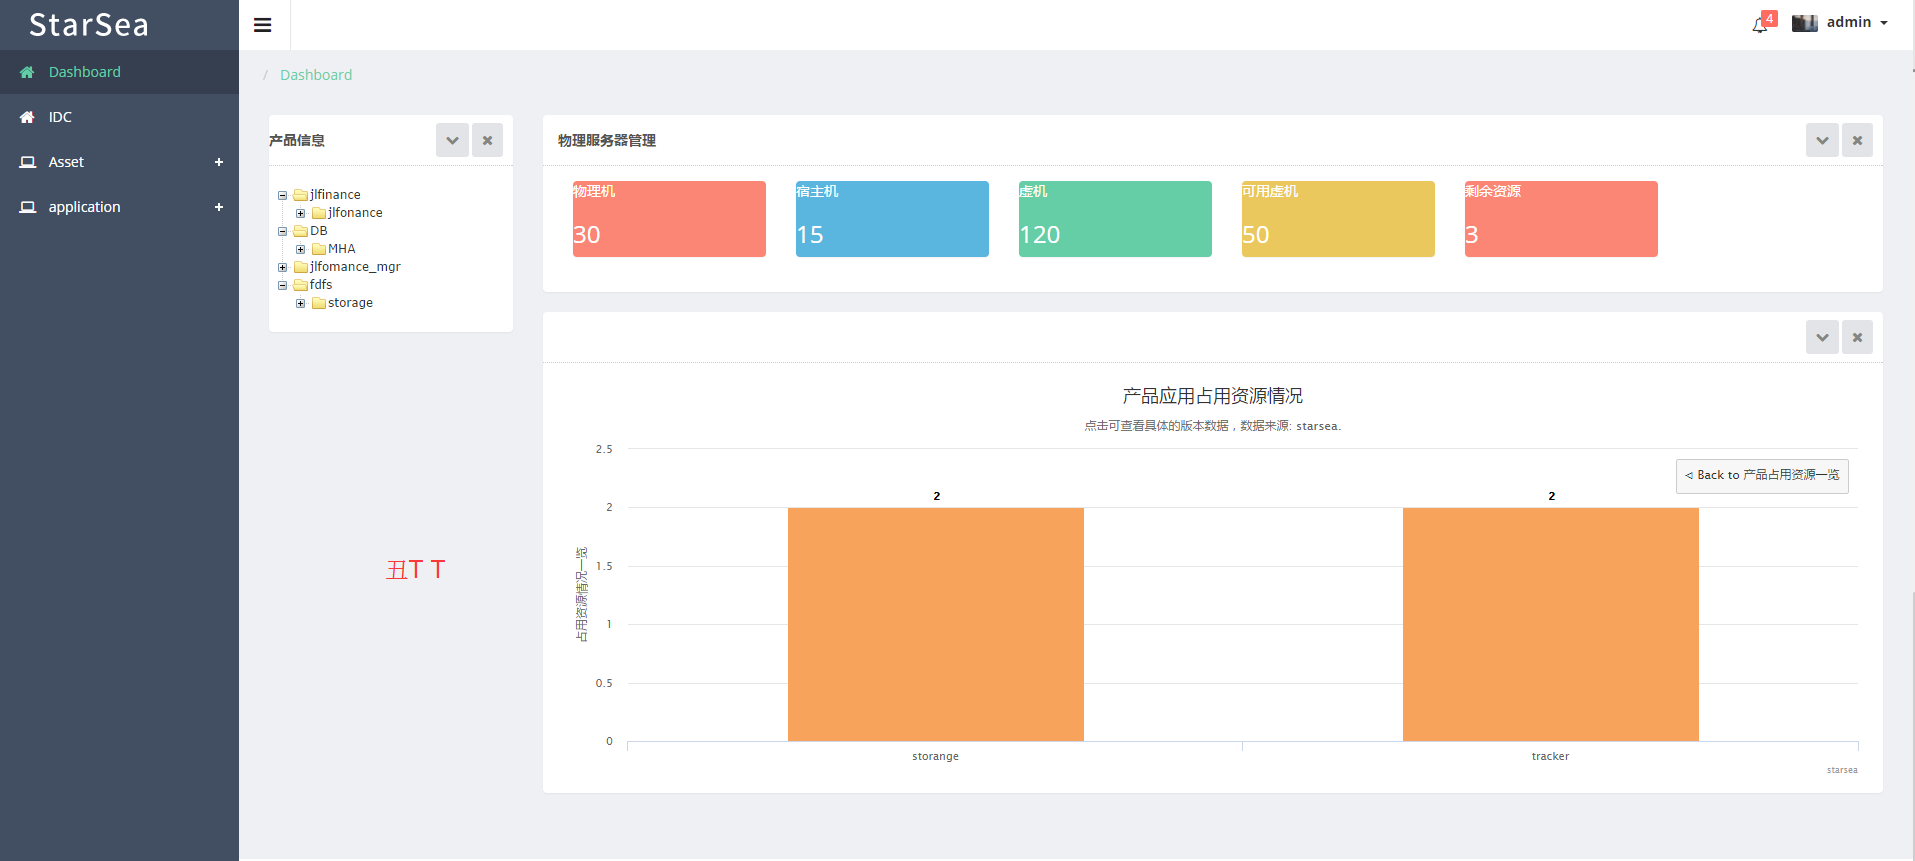 StarSea
4
admin
Dashboard
IDC
Asset
application
/ Dashboard
产品信息
jlfinance
jlfonance
DB
MHA
jlfomance_mgr
fdfs
storage
丑T T
物理服务器管理
物理机
30
宿主机
15
虚机
120
可用虚机
50
剩余资源
3
产品应用占用资源情况
点击可查看具体的版本数据，数据来源: starsea.
◁ Back to 产品占用资源一览
占用资源情况一览
2.5
2
1.5
1
0.5
0
2
2
storange
tracker
starsea